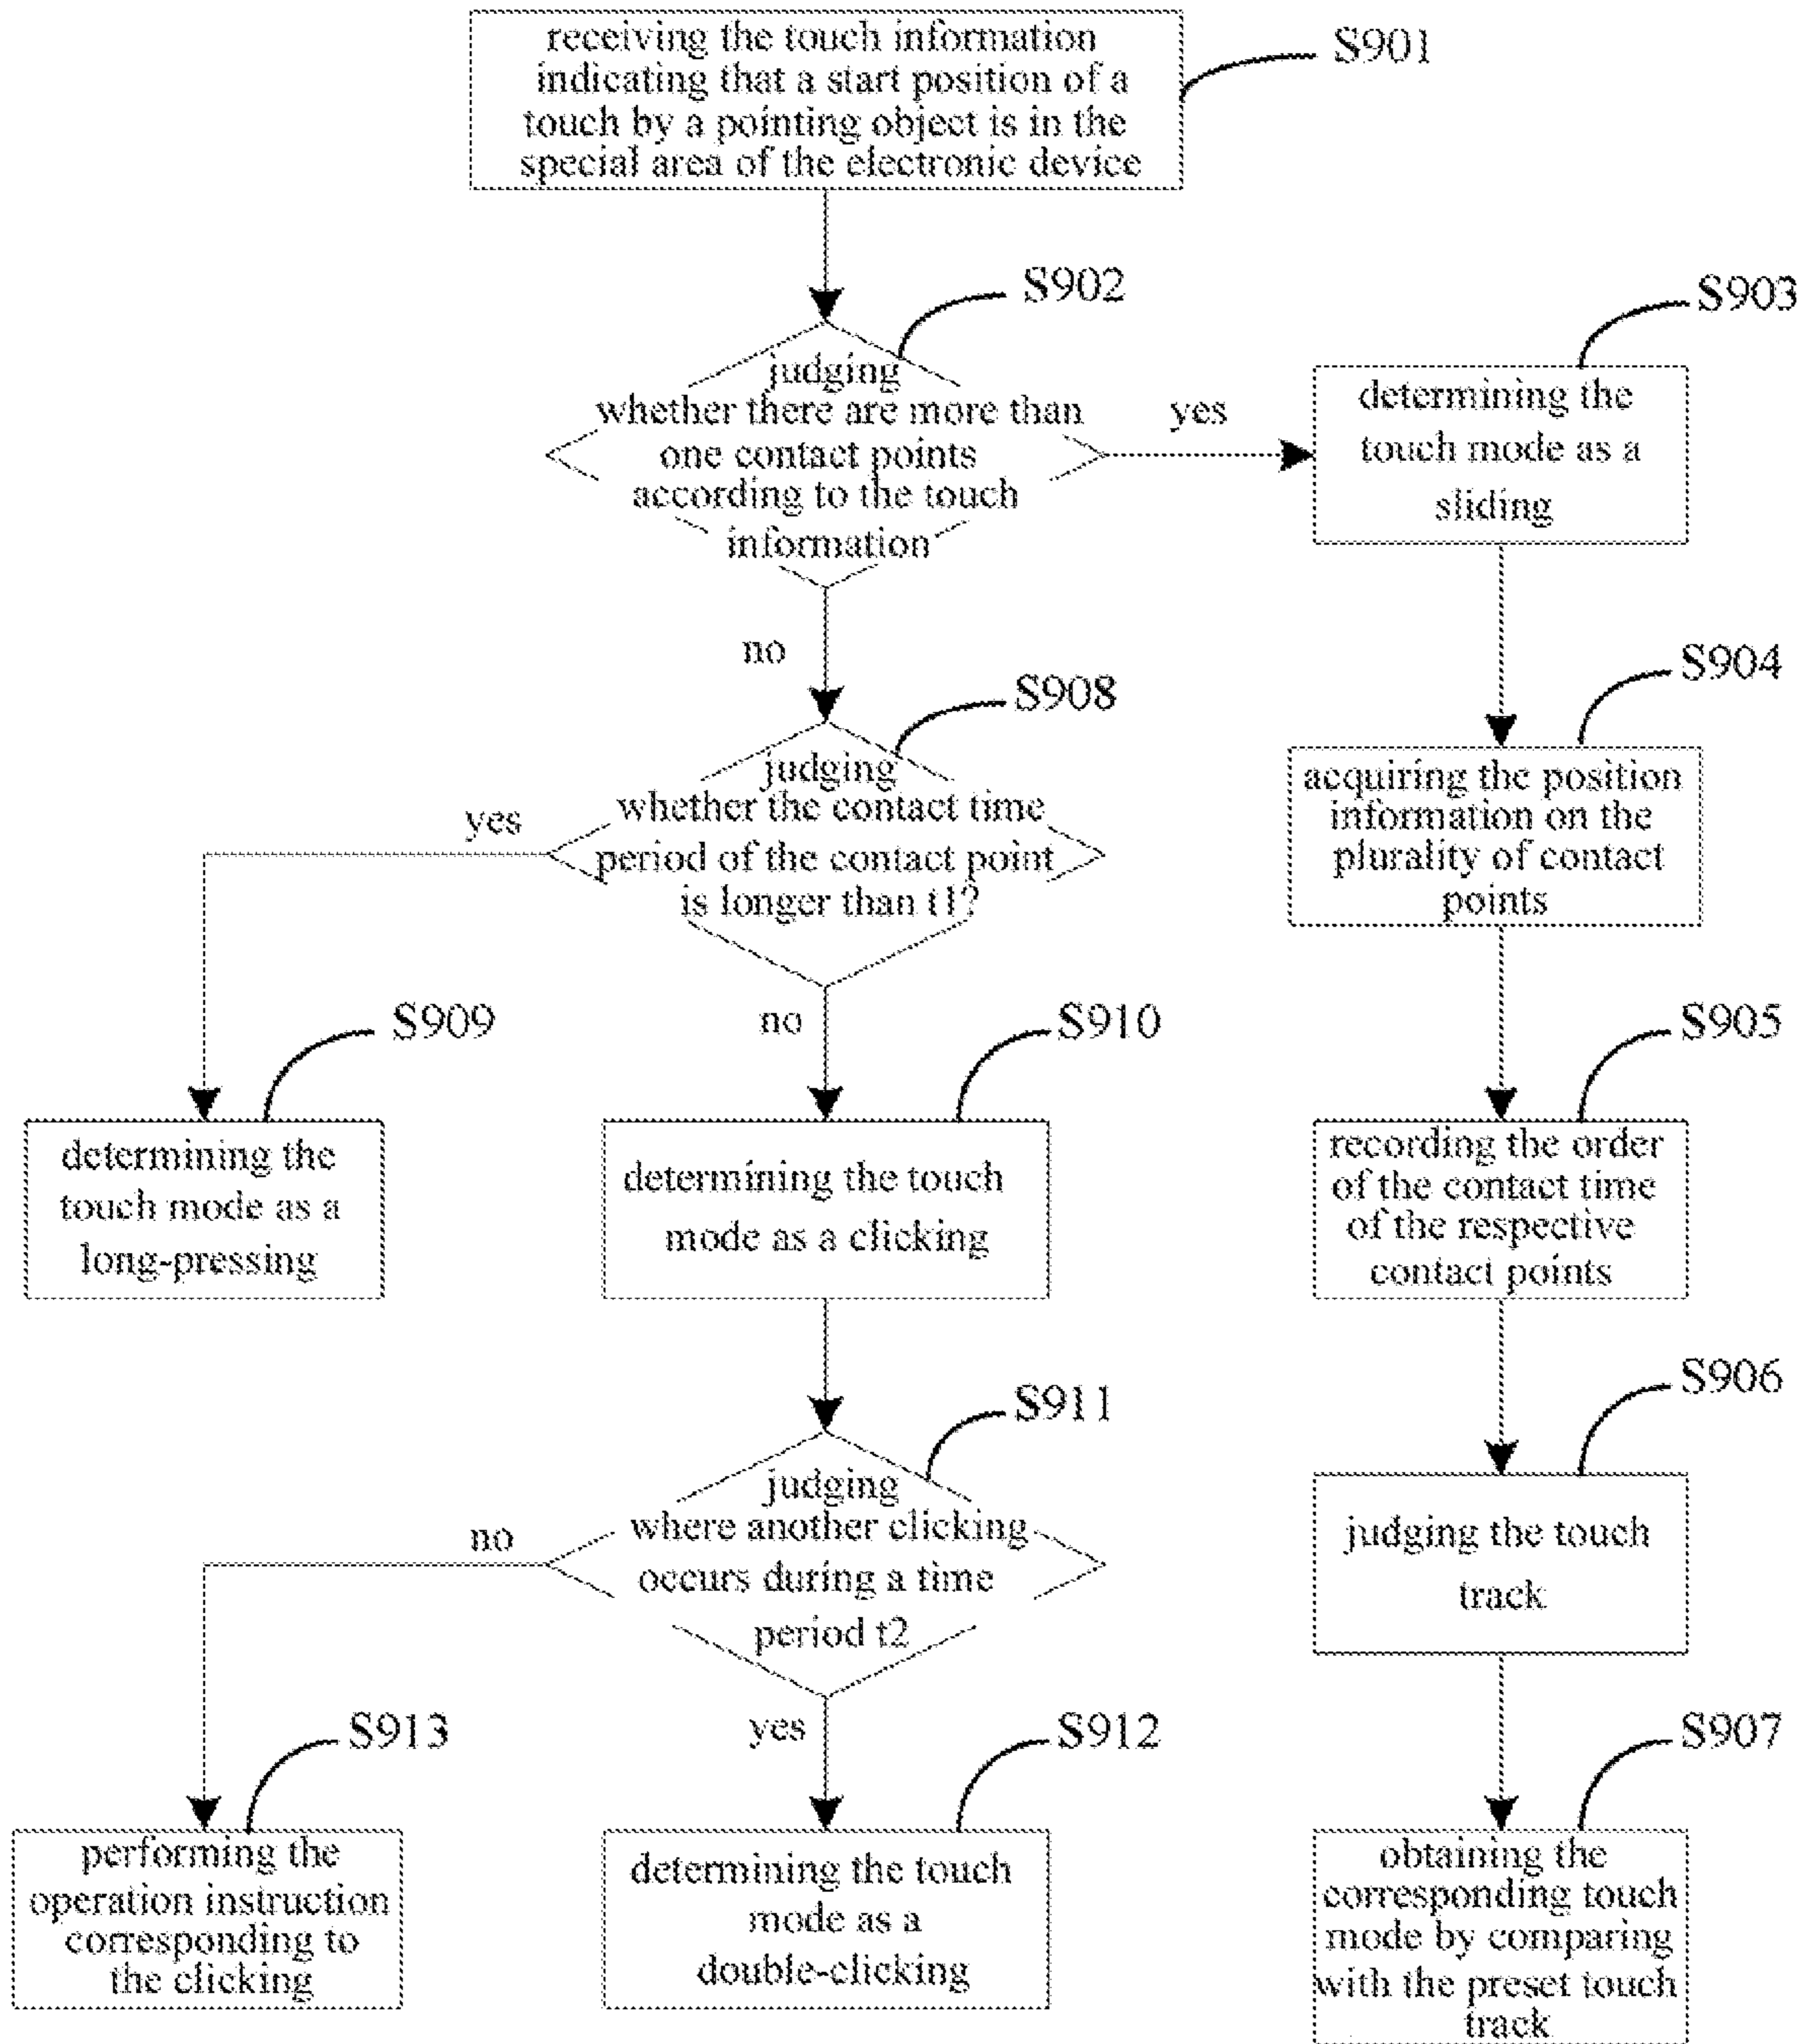 receiving the touch information
indicating that a start position of a
touch by a pointing object is in the
special area of the electronic device
S901
S902
judging
whether there are more than
one contact points
according to the touch
information
yes
no
S903
determining the
touch mode as a
sliding
S904
acquiring the position
information on the
plurality of contact
points
S905
recording the order
of the contact time
of the respective
contact points
S906
judging the touch
track
S907
obtaining the
corresponding touch
mode by comparing
with the preset touch
track
S908
judging
whether the contact time
period of the contact point
is longer than t1?
yes
no
S909
determining the
touch mode as a
long-pressing
S910
determining the touch
mode as a clicking
S911
judging
where another clicking
occurs during a time
period t2
no
yes
S912
determining the touch
mode as a
double-clicking
S913
performing the
operation instruction
corresponding to
the clicking